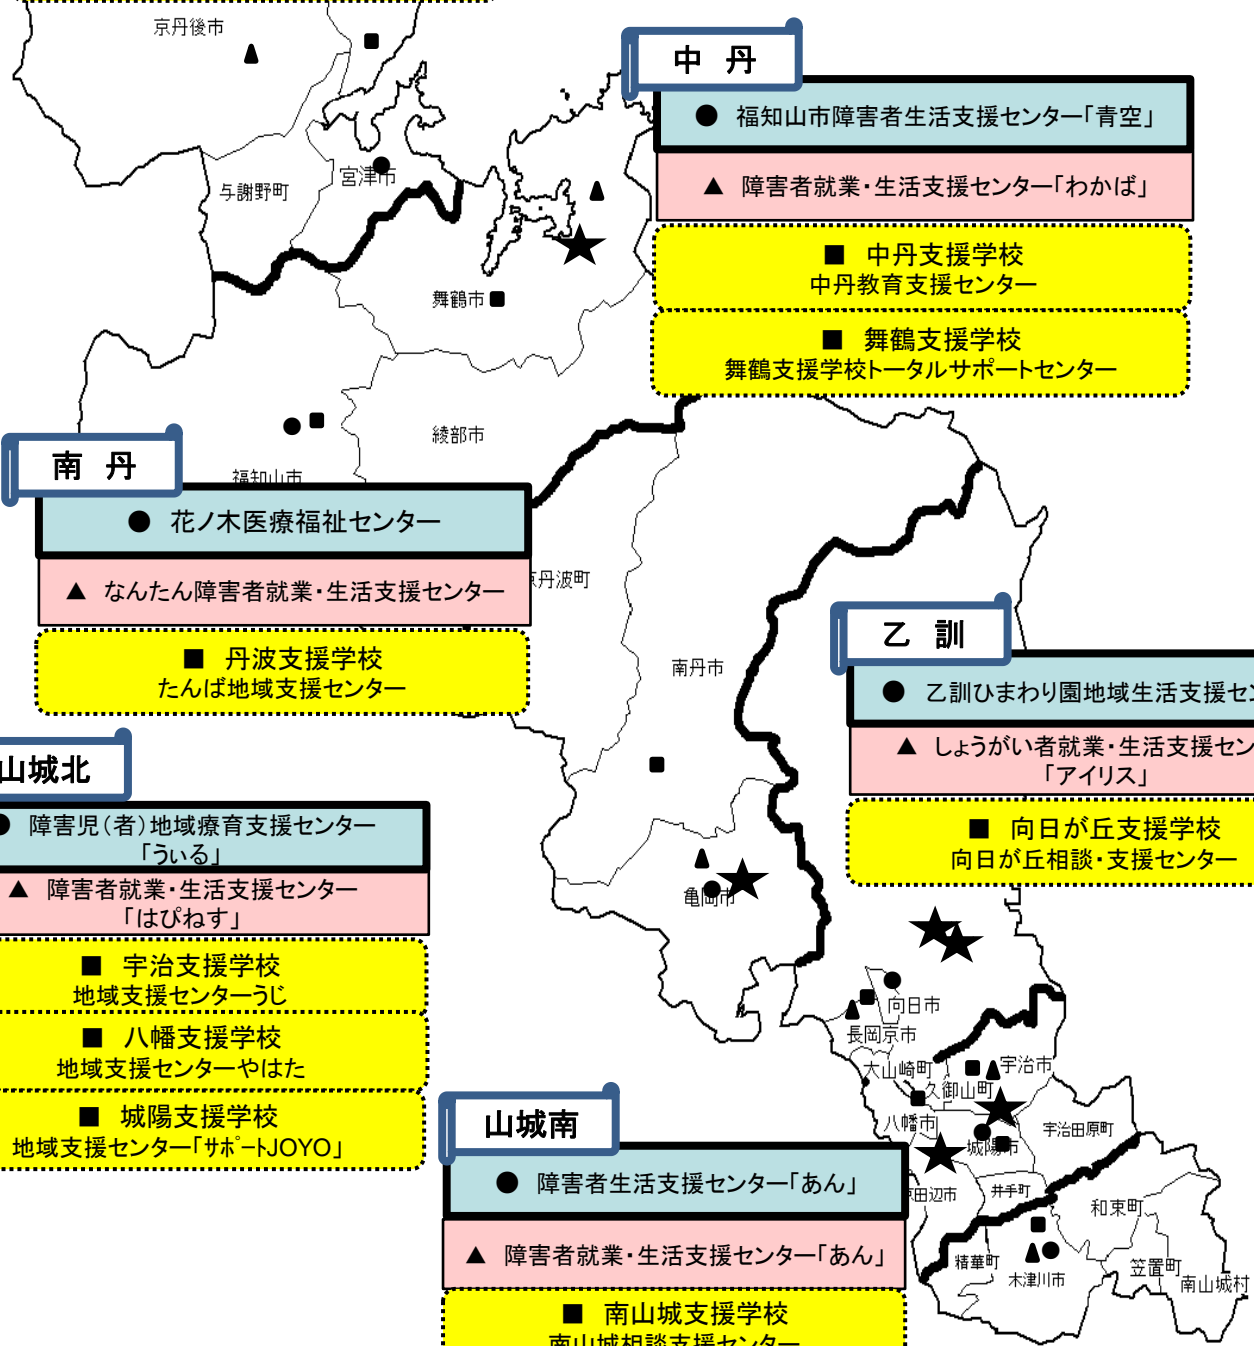 京丹後市
中 丹
● 福知山市障害者生活支援センター「青空」
▲ 障害者就業・生活支援センター「わかば」
■ 中丹支援学校
中丹教育支援センター
■ 舞鶴支援学校
舞鶴支援学校トータルサポートセンター
与謝野町
宮津市
舞鶴市
綾部市
福知山市
南 丹
● 花ノ木医療福祉センター
▲ なんたん障害者就業・生活支援センター
■ 丹波支援学校
たんば地域支援センター
丹波町
南丹市
亀岡市
乙 訓
● 乙訓ひまわり園地域生活支援セン
▲ しょうがい者就業・生活支援セン
「アイリス」
■ 向日が丘支援学校
向日が丘相談・支援センター
山城北
● 障害児（者）地域療育支援センター
「うぃる」
▲ 障害者就業・生活支援センター
「はぴねす」
■ 宇治支援学校
地域支援センターうじ
■ 八幡支援学校
地域支援センターやはた
■ 城陽支援学校
地域支援センター「サポートJOYO」
向日市
長岡京市
大山崎町
宇治市
久御山町
八幡市
城陽市
宇治田原町
田辺市
井手町
和束町
精華町
木津川市
笠置町
南山城村
山城南
● 障害者生活支援センター「あん」
▲ 障害者就業・生活支援センター「あん」
■ 南山城支援学校
南山城相談支援センター